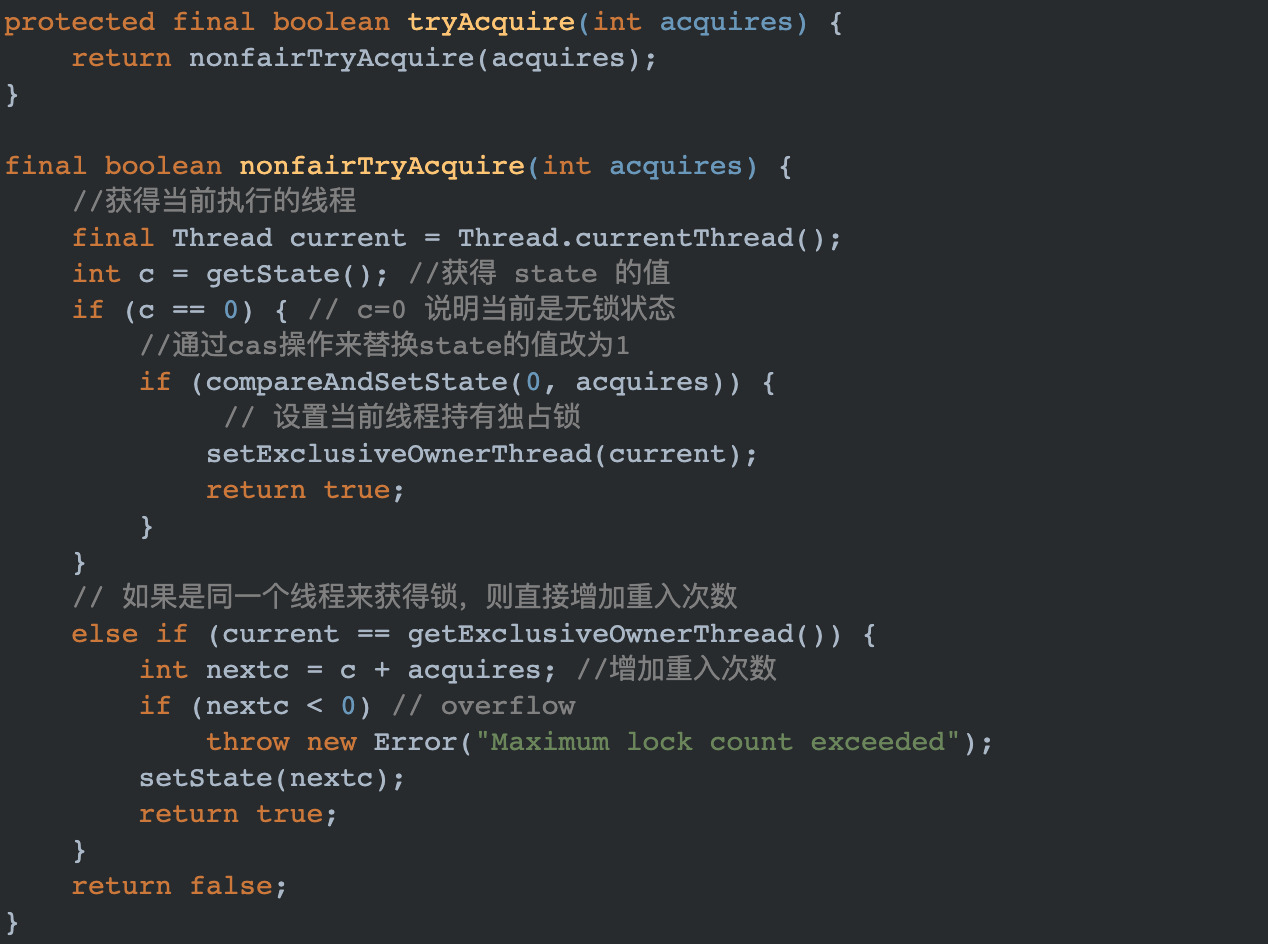 protected final boolean tryAcquire(int acquires) {
    return nonfairTryAcquire(acquires);
}

final boolean nonfairTryAcquire(int acquires) {
    //获得当前执行的线程
    final Thread current = Thread.currentThread();
    int c = getState(); //获得 state 的值
    if (c == 0) { // c=0 说明当前是无锁状态
        //通过cas操作来替换state的值改为1
        if (compareAndSetState(0, acquires)) {
             // 设置当前线程持有独占锁
            setExclusiveOwnerThread(current);
            return true;
        }
    }
    // 如果是同一个线程来获得锁，则直接增加重入次数
    else if (current == getExclusiveOwnerThread()) {
        int nextc = c + acquires; //增加重入次数
        if (nextc < 0) // overflow
            throw new Error("Maximum lock count exceeded");
        setState(nextc);
        return true;
    }
    return false;
}